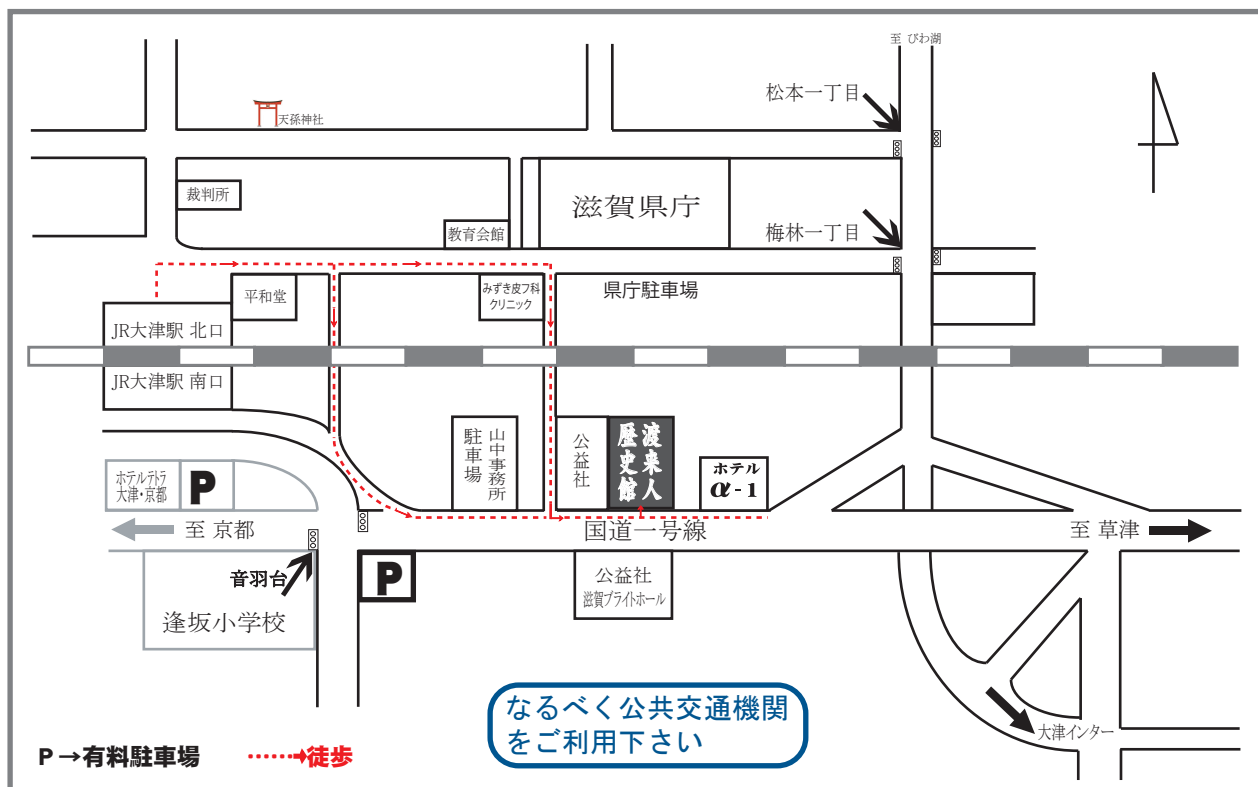 至 びわ湖
松本一丁目
天孫神社
裁判所
滋賀県庁
教育会館
梅林一丁目
平和堂
みずき皮フ科
クリニック
県庁駐車場
JR大津駅 北口
JR大津駅 南口
山中事務所
駐車場
公益社
渡来人
歴史館
ホテル
α-1
ホテルテトラ
大津・京都
P
至 京都
国道一号線
至 草津
音羽台
P
公益社
滋賀ブライトホール
逢坂小学校
なるべく公共交通機関
をご利用下さい
大津インター
P→有料駐車場
徒歩